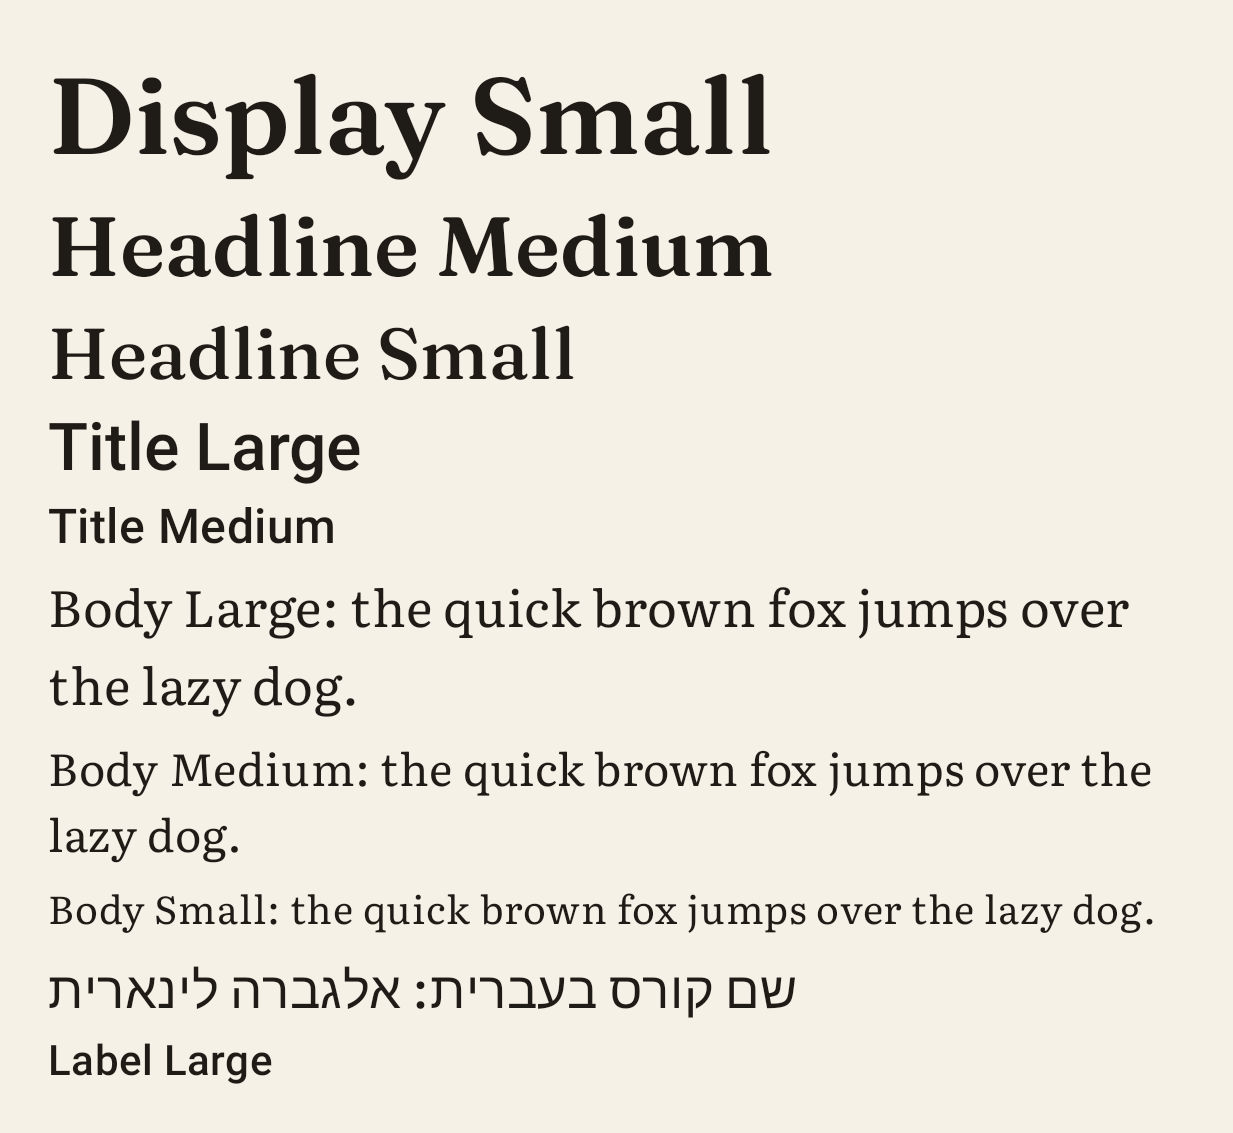 Display Small
Headline Medium
Headline Small
Title Large
Title Medium
Body Large: the quick brown fox jumps over
the lazy dog.
Body Medium: the quick brown fox jumps over the
lazy dog.
Body Small: the quick brown fox jumps over the lazy dog.
שם קורס בעברית: אלגברה לינארית
Label Large